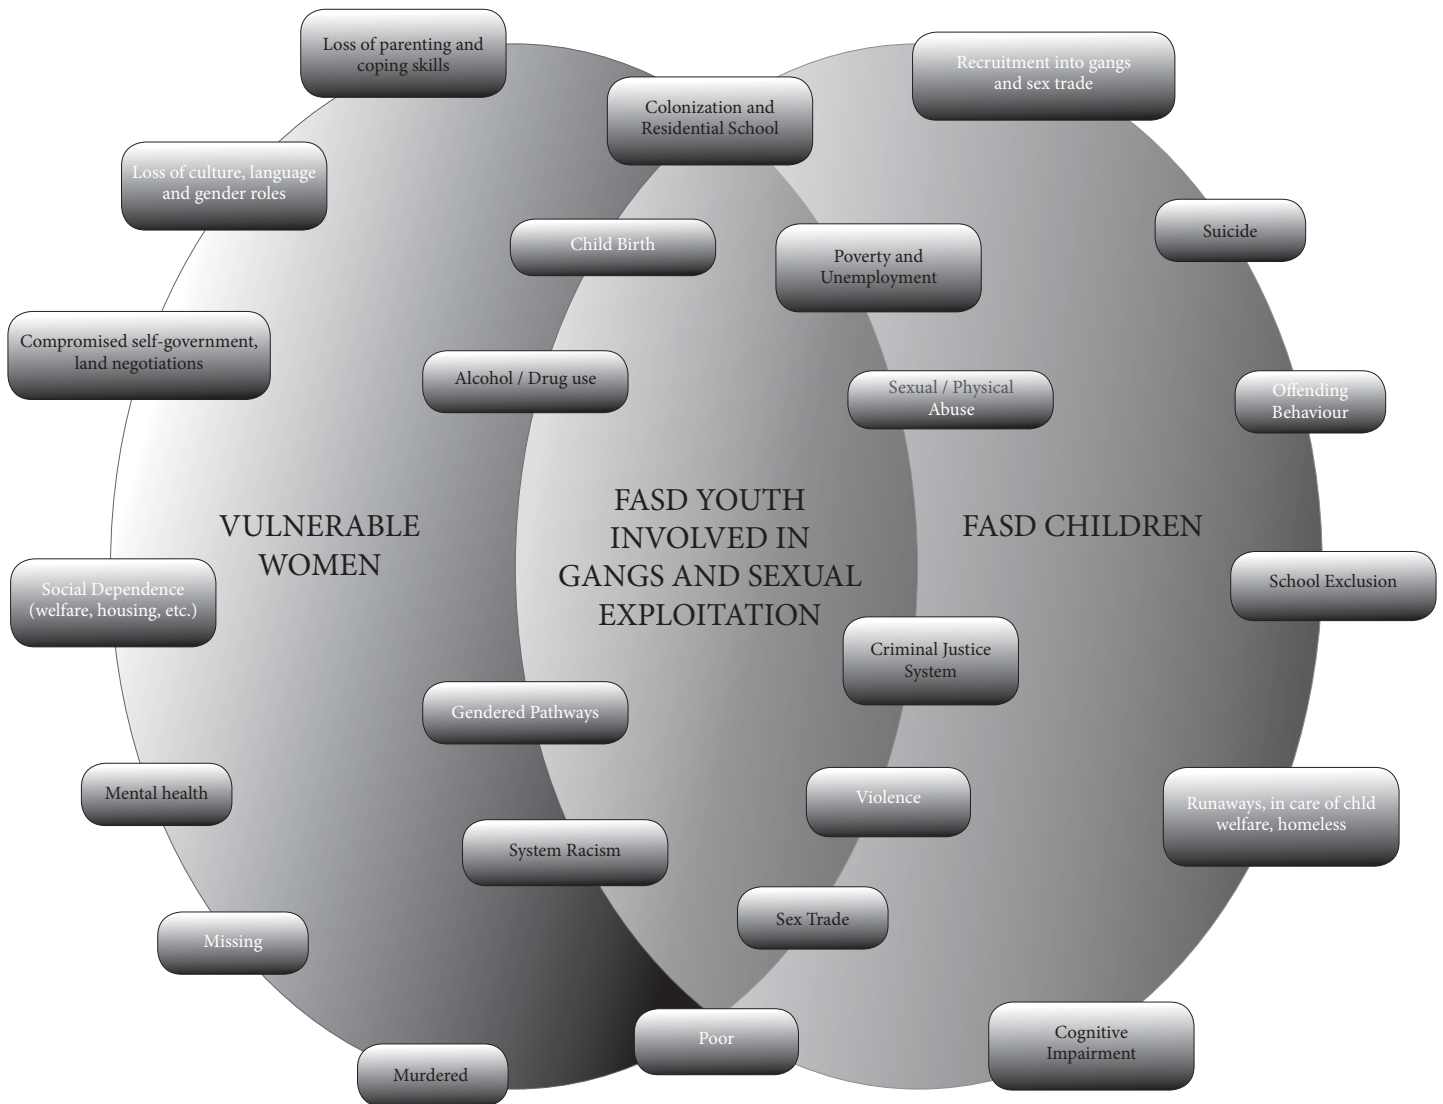 Loss of parenting and
coping skills
Recruitment into gangs
and sex trade
Colonization and
Residential School
Loss of culture, language
and gender roles
Suicide
Child Birth
Poverty and
Unemployment
Compromised self-government,
land negotiations
Alcohol / Drug use
Sexual / Physical
Abuse
Offending
Behaviour
VULNERABLE
WOMEN
FASD YOUTH
INVOLVED IN
GANGS AND SEXUAL
EXPLOITATION
FASD CHILDREN
Social Dependence
(welfare, housing, etc.)
School Exclusion
Criminal Justice
System
Gendered Pathways
Mental health
Violence
Runaways, in care of chld
welfare, homeless
System Racism
Sex Trade
Missing
Poor
Cognitive
Impairment
Murdered